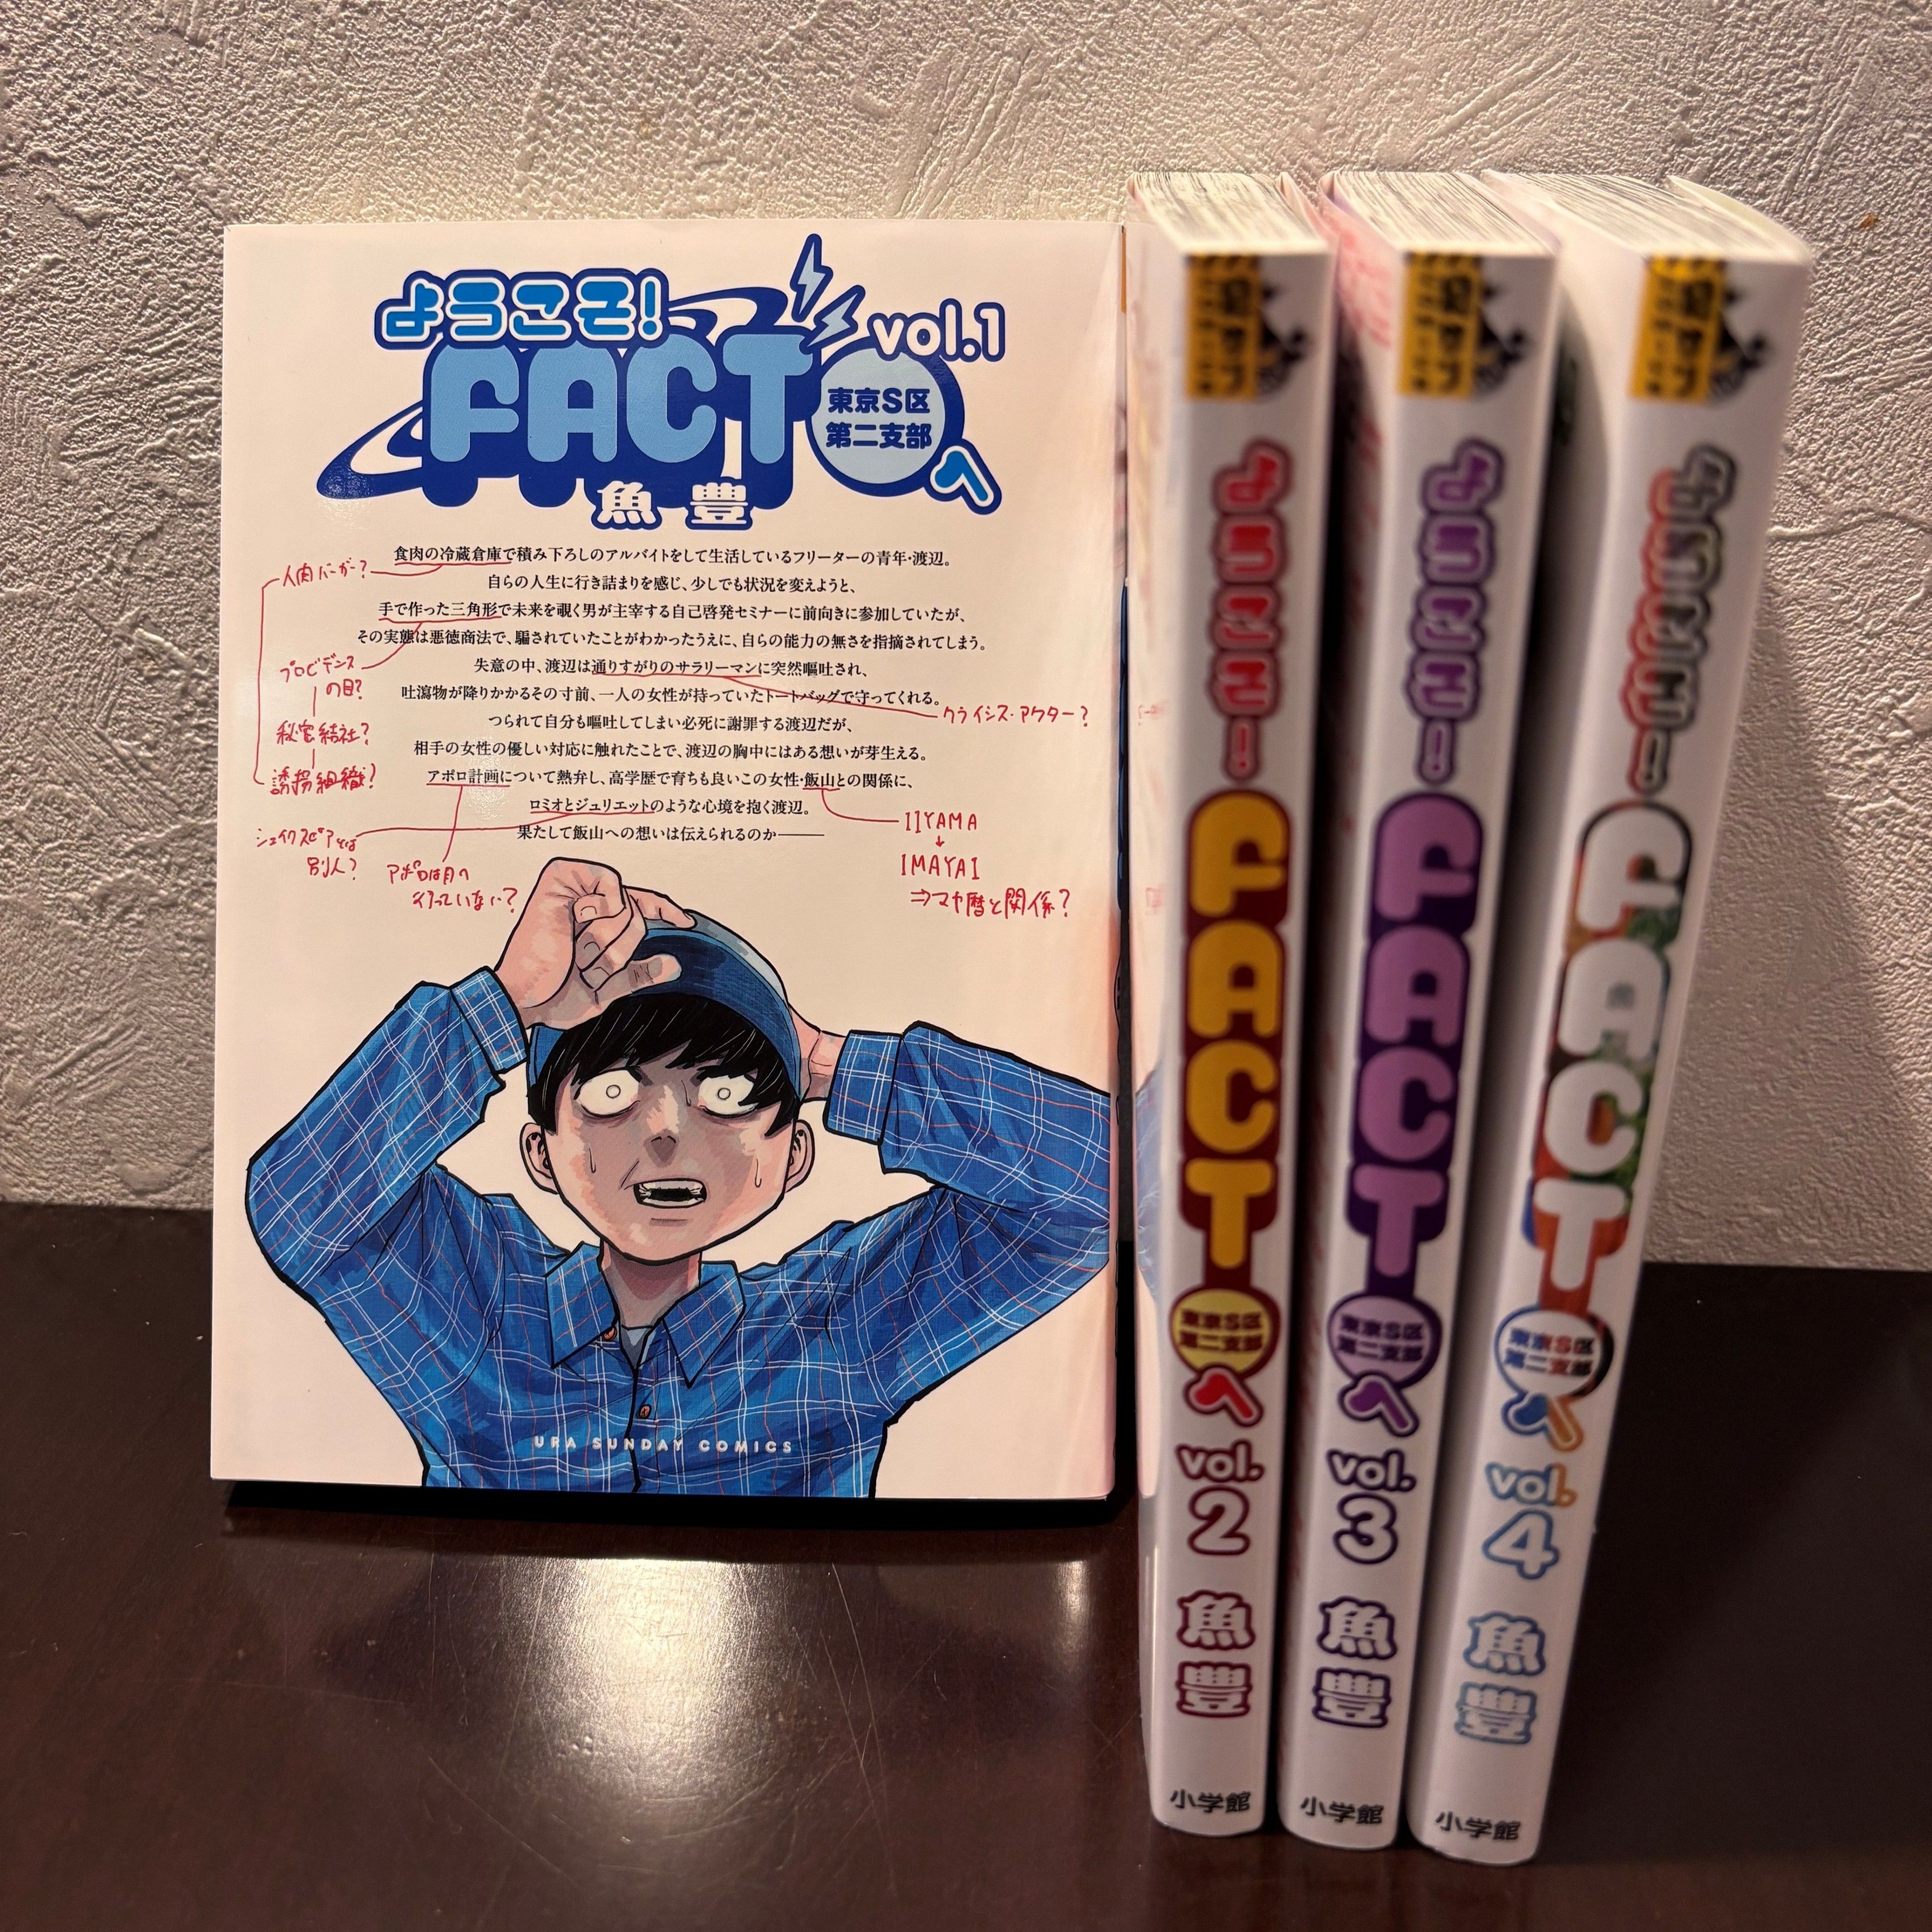 ようこそ!
FACT
vol.1
東京S区
第二支部
へ
魚豊
食肉の冷蔵倉庫で積み下ろしのアルバイトをして生活しているフリーターの青年・渡辺。
自らの人生に行き詰まりを感じ、少しでも状況を変えようと、
手で作った三角形で未来を覗く男が主宰する自己啓発セミナーに前向きに参加していたが、
その実態は悪徳商法で、騙されていたことがわかったうえに、自らの能力の無さを指摘されてしまう。
失意の中、渡辺は通りすがりのサラリーマンに突然嘔吐され、
吐瀉物が降りかかるその寸前、一人の女性が持っていたトートバッグで守ってくれる。
つられて自分も嘔吐してしまい必死に謝罪する渡辺だが、
相手の女性の優しい対応に触れたことで、渡辺の胸中にはある想いが芽生える。
アポロ計画について熱弁し、高学歴で育ちも良いこの女性・飯山との関係に、
ロミオとジュリエットのような心境を抱く渡辺。
果たして飯山への想いは伝えられるのか――
人肉バーガー?
プロビデンス
の目?
秘密結社?
誘拐組織?
シェイクスピアとは
別人?
アポロは月へ
行っていない?
クライシス・アクター?
IIYAMA
↓
IMAYAI
⇒マヤ暦と関係?
URA SUNDAY COMICS
ようこそ!
FACT
東京S区
第二支部
へ
vol.
2
魚豊
小学館
ようこそ!
FACT
東京S区
第二支部
へ
vol.
3
魚豊
小学館
ようこそ!
FACT
東京S区
第二支部
へ
vol.
4
魚豊
小学館